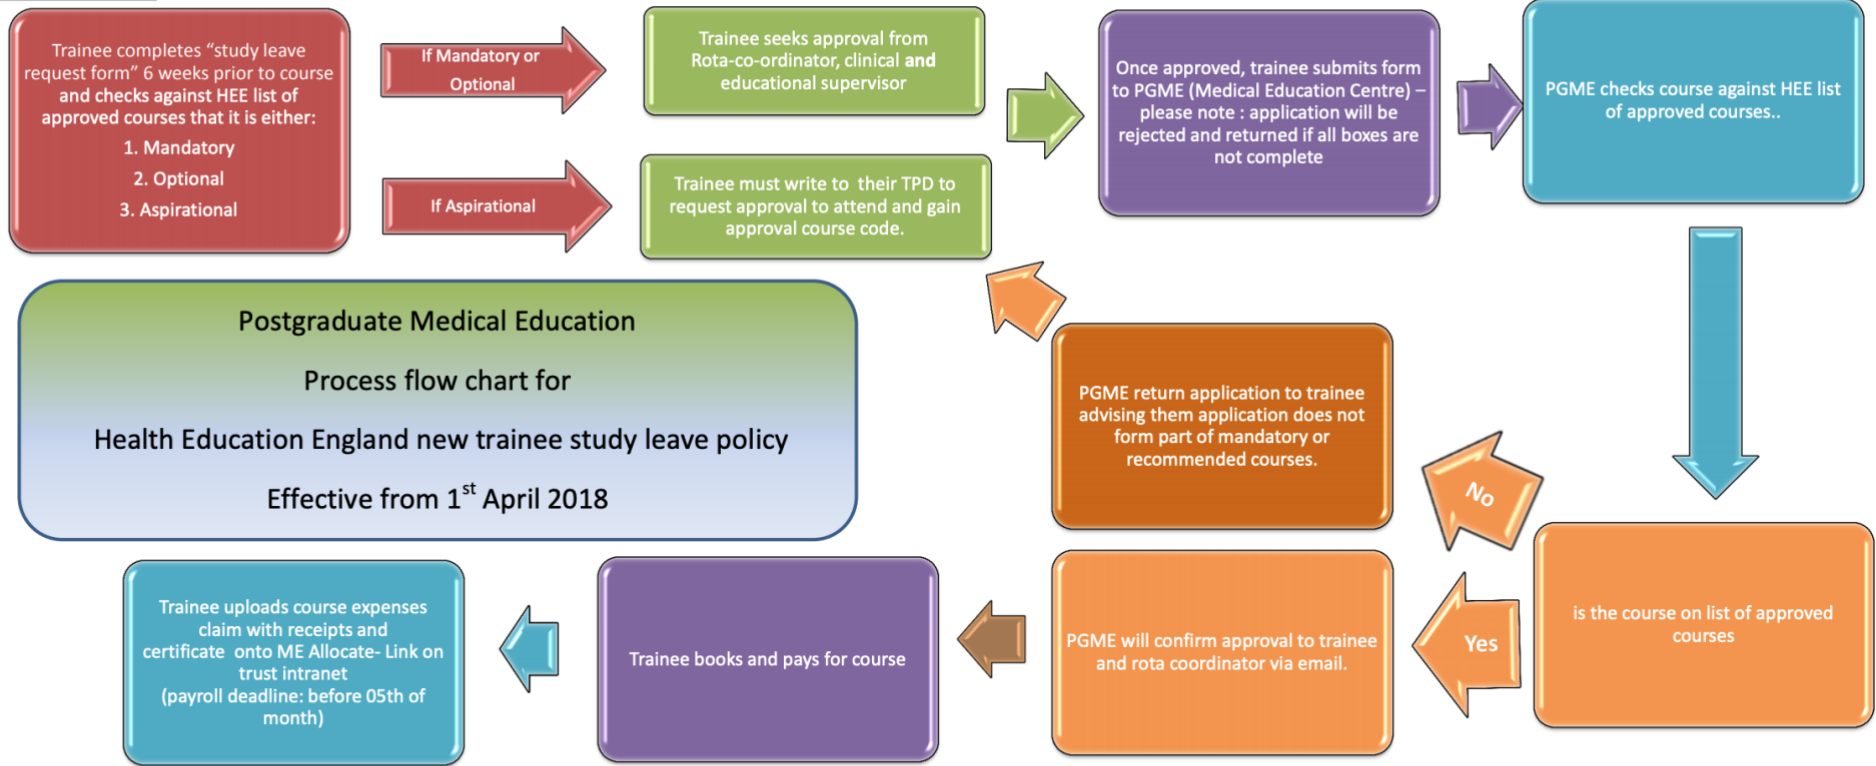 Trainee completes “study leave
request form” 6 weeks prior to course
and checks against HEE list of
approved courses that it is either:
1. Mandatory
2. Optional
3. Aspirational
If Mandatory or
Optional
If Aspirational
Trainee seeks approval from
Rota-co-ordinator, clinical and
educational supervisor
Trainee must write to their TPD to
request approval to attend and gain
approval course code.
Once approved, trainee submits form
to PGME (Medical Education Centre) –
please note : application will be
rejected and returned if all boxes are
not complete
PGME checks course against HEE list
of approved courses..
Postgraduate Medical Education
Process flow chart for
Health Education England new trainee study leave policy
Effective from 1st April 2018
PGME return application to trainee
advising them application does not
form part of mandatory or
recommended courses.
No
is the course on list of approved
courses
Yes
PGME will confirm approval to trainee
and rota coordinator via email.
Trainee books and pays for course
Trainee uploads course expenses
claim with receipts and
certificate onto ME Allocate- Link on
trust intranet
(payroll deadline: before 05th of
month)